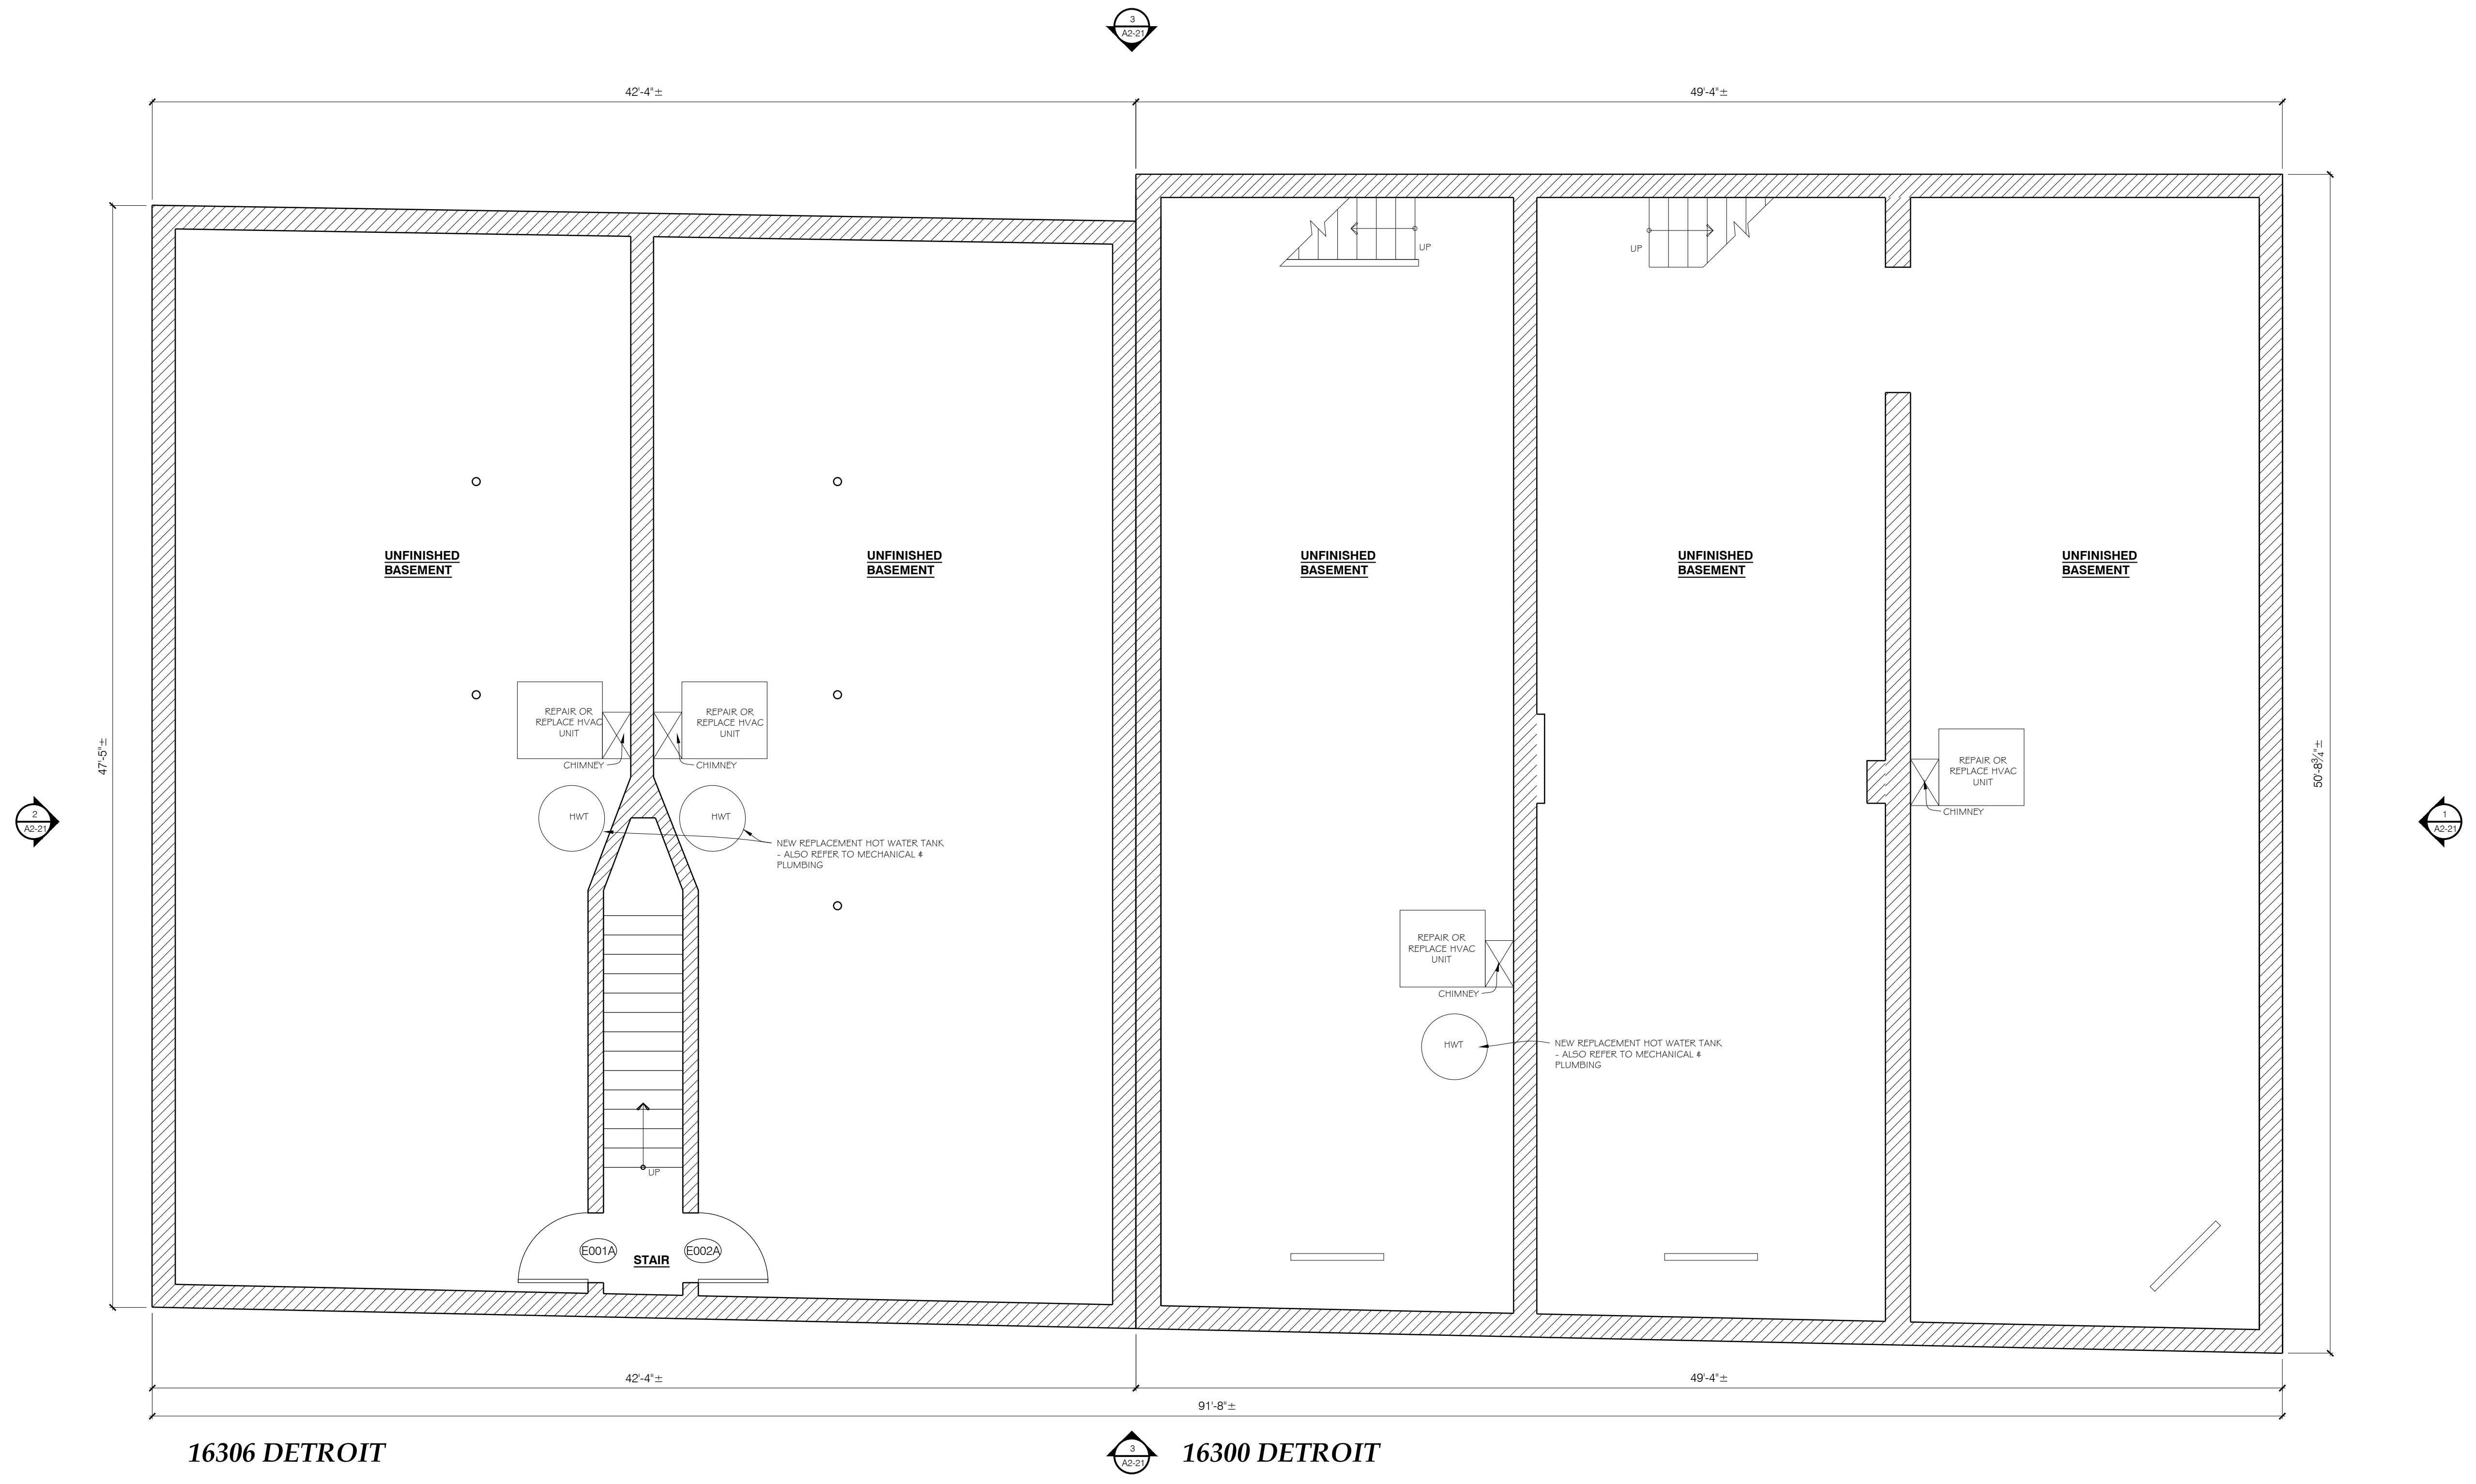 3
A2-21
42'-4"±
49'-4"±
UP
UP
UNFINISHED
BASEMENT
UNFINISHED
BASEMENT
UNFINISHED
BASEMENT
UNFINISHED
BASEMENT
UNFINISHED
BASEMENT
47'-5"±
50'-8¾"±
REPAIR OR
REPLACE HVAC
UNIT
REPAIR OR
REPLACE HVAC
UNIT
CHIMNEY
CHIMNEY
REPAIR OR
REPLACE HVAC
UNIT
CHIMNEY
2
A2-21
1
A2-21
HWT
HWT
NEW REPLACEMENT HOT WATER TANK
- ALSO REFER TO MECHANICAL &
PLUMBING
REPAIR OR
REPLACE HVAC
UNIT
CHIMNEY
HWT
NEW REPLACEMENT HOT WATER TANK
- ALSO REFER TO MECHANICAL &
PLUMBING
UP
E001A
E002A
STAIR
42'-4"±
49'-4"±
91'-8"±
16306 DETROIT
3
A2-21
16300 DETROIT